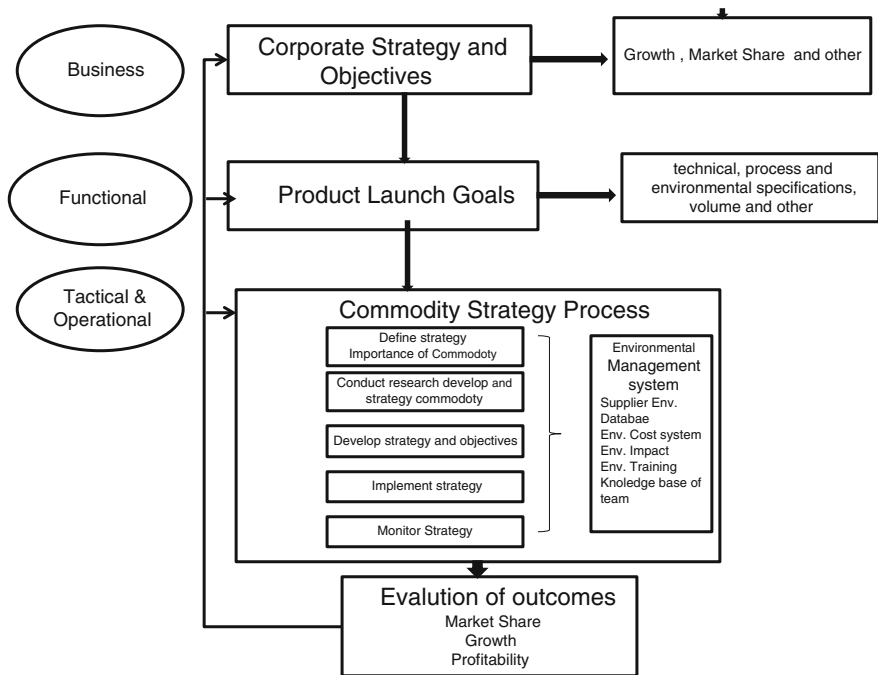 Business
Corporate Strategy and
Objectives
Growth , Market Share and other
Functional
Product Launch Goals
technical, process and
environmental specifications,
volume and other
Tactical &
Operational
Commodity Strategy Process
Define strategy
Importance of Commodoty
Conduct research develop and
strategy commodoty
Develop strategy and objectives
Implement strategy
Monitor Strategy
Environmental
Management
system
Supplier Env.
Databae
Env. Cost system
Env. Impact
Env. Training
Knoledge base of
team
Evalution of outcomes
Market Share
Growth
Profitability